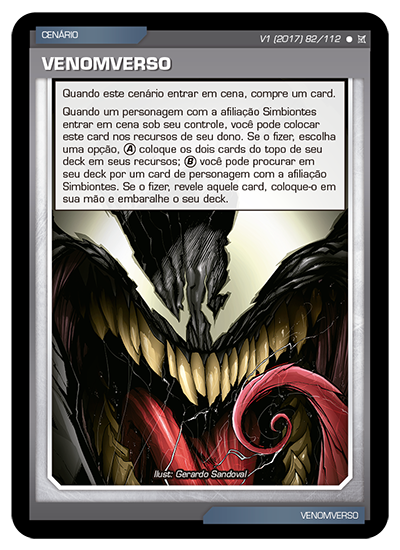 CENÁRIO
V1 (2017) 82/112
VENOMVERSO
Quando este cenário entrar em cena, compre um card.
Quando um personagem com a afiliação Simbiontes
entrar em cena sob seu controle, você pode colocar
este card nos recursos de seu dono. Se o fizer, escolha
uma opção, A coloque os dois cards do topo de seu
deck em seus recursos; B você pode procurar em
seu deck por um card de personagem com a afiliação
Simbiontes. Se o fizer, revele aquele card, coloque-o em
sua mão e embaralhe o seu deck.
Ilust: Gerardo Sandoval
VENOMVERSO